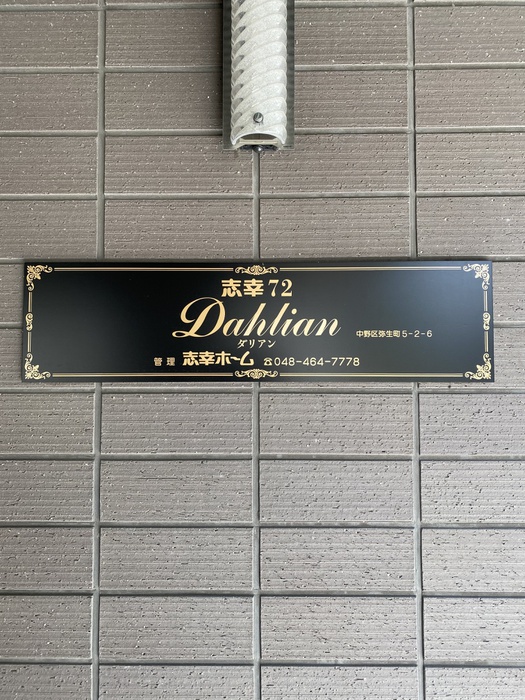 志幸72
Dahlian
ダリアン
中野区弥生町5-2-6
管理 志幸ホーム ☎048-464-7778